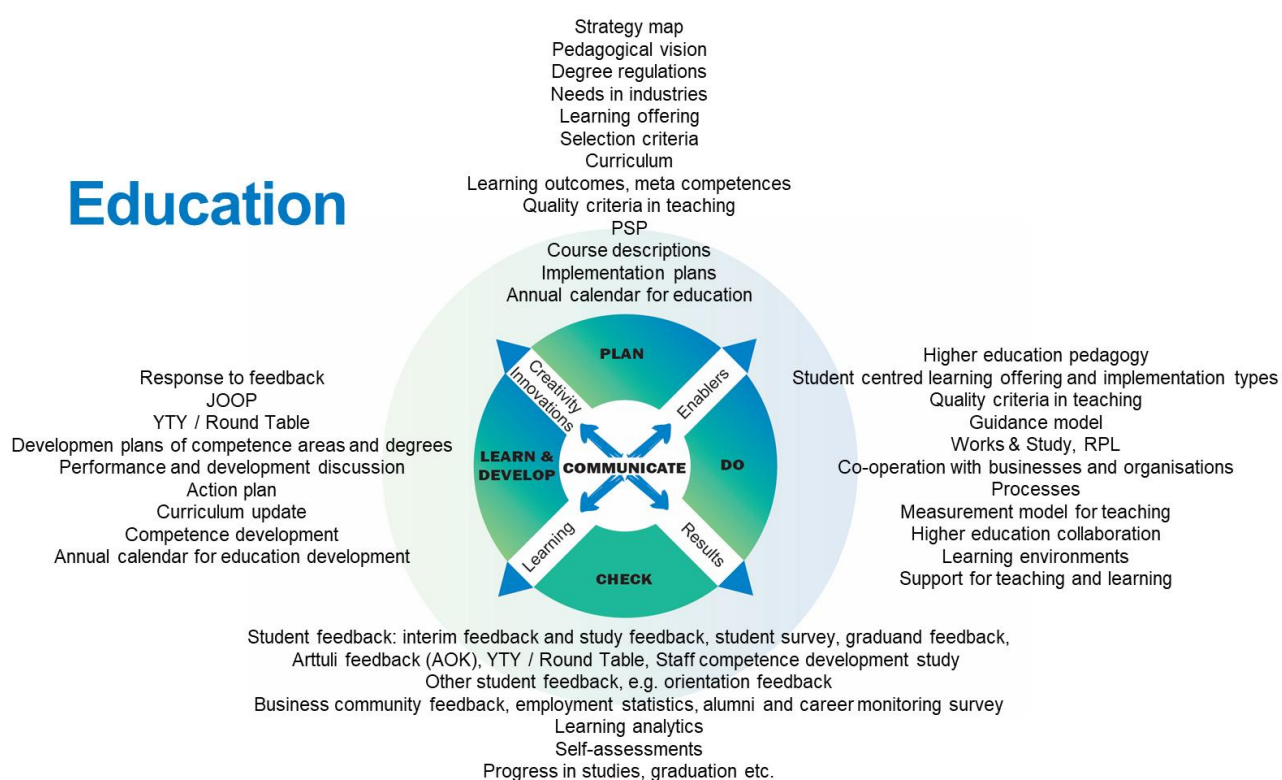 Strategy map
Pedagogical vision
Degree regulations
Needs in industries
Learning offering
Selection criteria
Curriculum
Learning outcomes, meta competences
Quality criteria in teaching
PSP
Course descriptions
Implementation plans
Annual calendar for education
Education
PLAN
Creativity
Innovations
Enablers
LEARN &
DEVELOP
COMMUNICATE
DO
Learning
Results
CHECK
Response to feedback
JOOP
YTY / Round Table
Developmen plans of competence areas and degrees
Performance and development discussion
Action plan
Curriculum update
Competence development
Annual calendar for education development
Higher education pedagogy
Student centred learning offering and implementation types
Quality criteria in teaching
Guidance model
Works & Study, RPL
Co-operation with businesses and organisations
Processes
Measurement model for teaching
Higher education collaboration
Learning environments
Support for teaching and learning
Student feedback: interim feedback and study feedback, student survey, graduand feedback,
Arttuli feedback (AOK), YTY / Round Table, Staff competence development study
Other student feedback, e.g. orientation feedback
Business community feedback, employment statistics, alumni and career monitoring survey
Learning analytics
Self-assessments
Progress in studies, graduation etc.